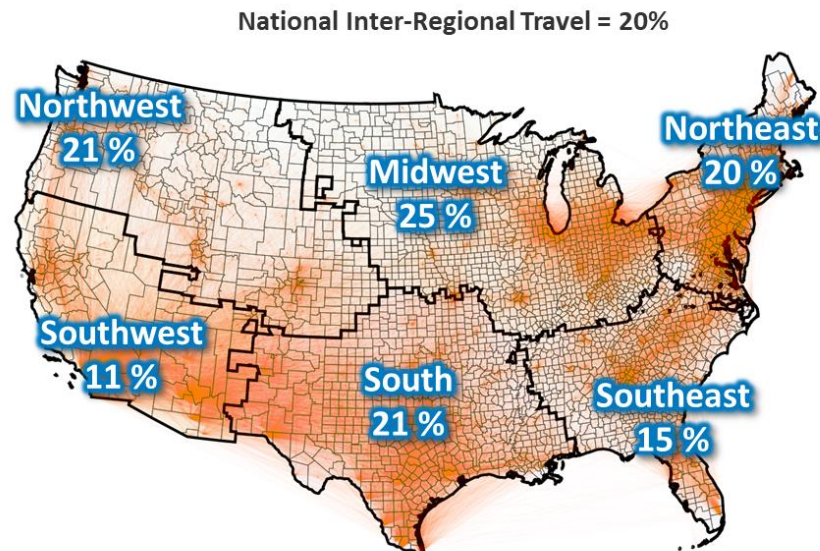 National Inter-Regional Travel = 20%
Northwest
21 %
Midwest
25 %
Northeast
20 %
Southwest
11 %
South
21 %
Southeast
15 %